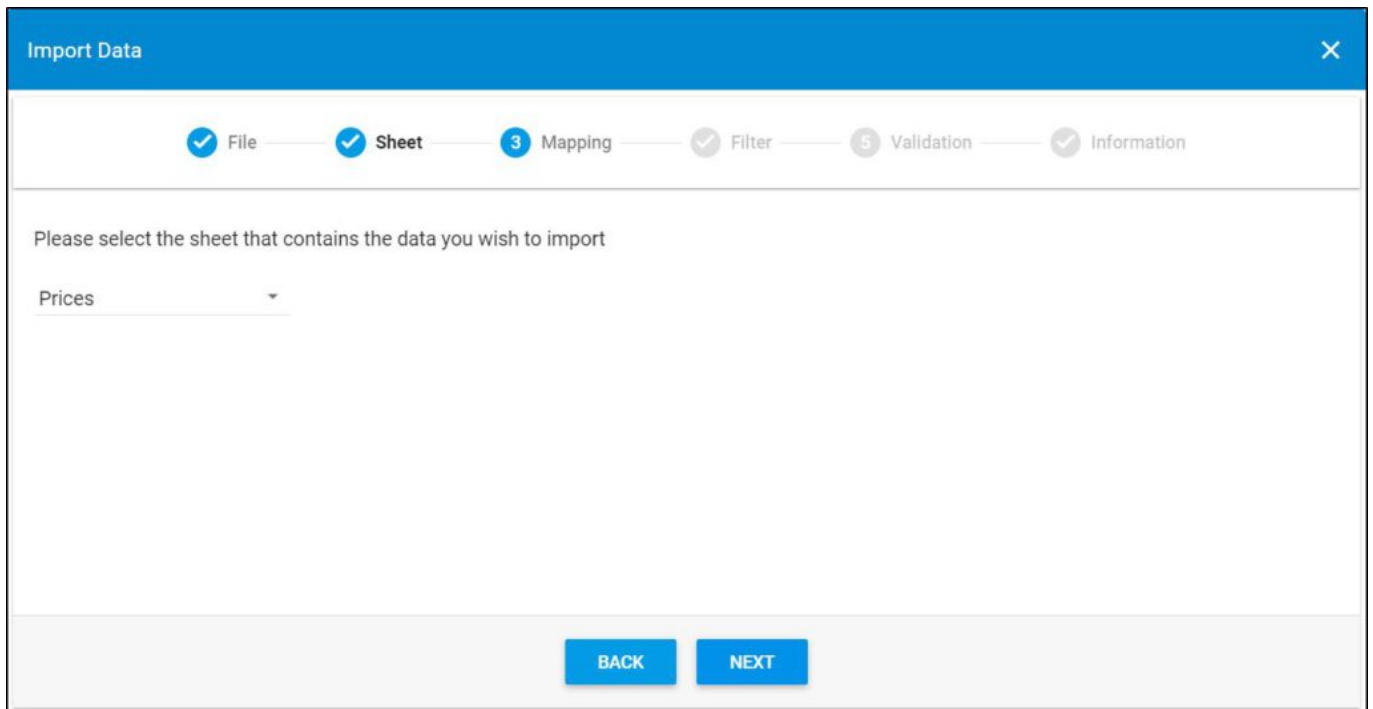 Import Data
File Sheet 3 Mapping Filter 5 Validation Information
Please select the sheet that contains the data you wish to import
Prices
BACK NEXT